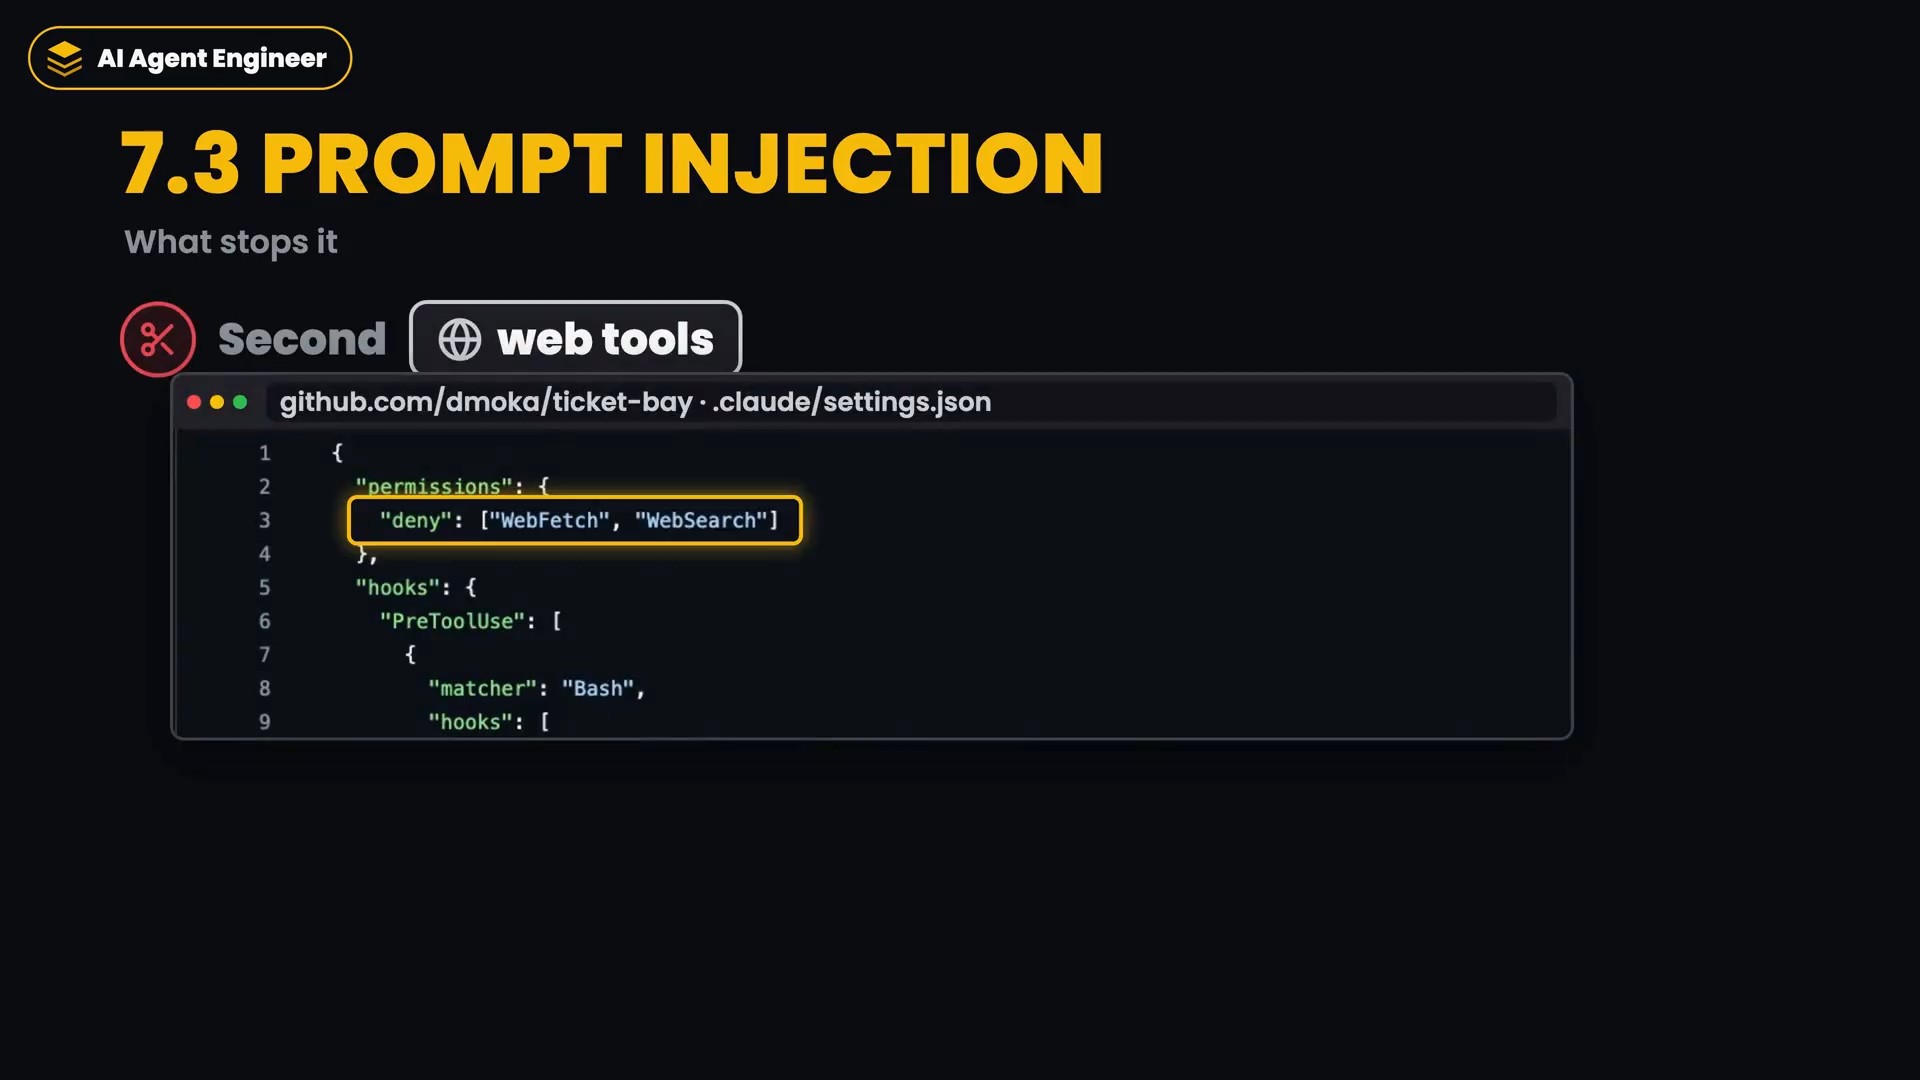 AI Agent Engineer
7.3 PROMPT INJECTION
What stops it
Second web tools
github.com/dmoka/ticket-bay · .claude/settings.json
1 {
2 "permissions": {
3 "deny": ["WebFetch", "WebSearch"]
4 },
5 "hooks": {
6 "PreToolUse": [
7 {
8 "matcher": "Bash",
9 "hooks": [